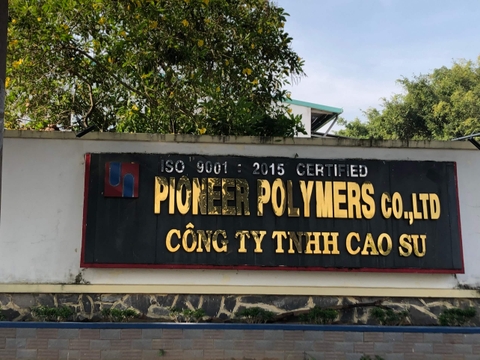 ISO 9001 : 2015 CERTIFIED
PIONEER POLYMERS CO.,LTD
CÔNG TY TNHH CAO SU